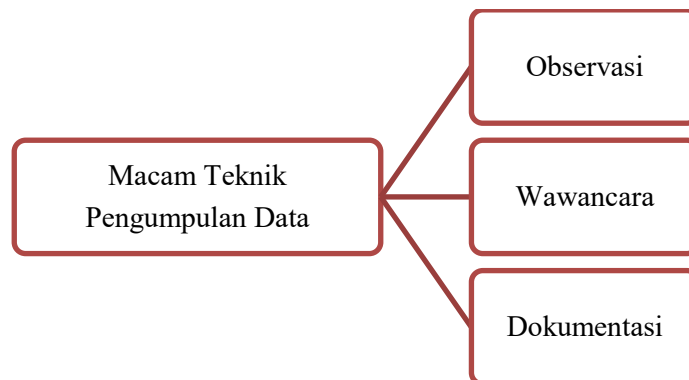 Macam Teknik
Pengumpulan Data
Observasi
Wawancara
Dokumentasi